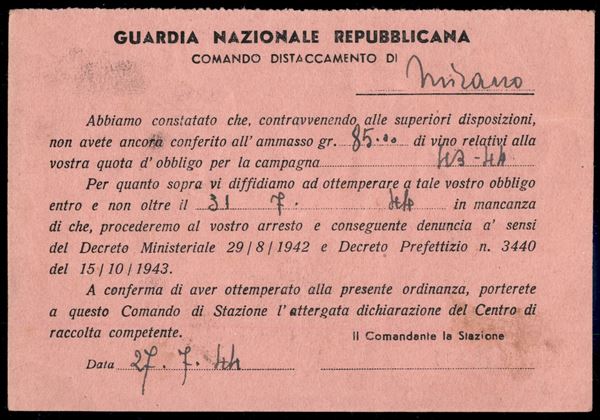 GUARDIA NAZIONALE REPUBBLICANA
COMANDO DISTACCAMENTO DI
Mirano
Abbiamo constatato che, contravvenendo alle superiori disposizioni,
non avete ancora conferito all'ammasso gr. 85.00 di vino relativi alla
vostra quota d'obbligo per la campagna 43-44
Per quanto sopra vi diffidiamo ad ottemperare a tale vostro obbligo
entro e non oltre il 31 7. 44 in mancanza
di che, procederemo al vostro arresto e conseguente denuncia a' sensi
del Decreto Ministeriale 29/8/1942 e Decreto Prefettizio n. 3440
del 15/10/1943.
A conferma di aver ottemperato alla presente ordinanza, porterete
a questo Comando di Stazione l'attergata dichiarazione del Centro di
raccolta competente.
Il Comandante la Stazione
Data 27. 7. 44